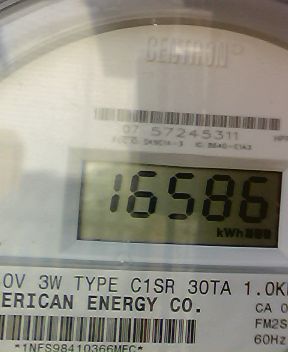 CENTRON
07 57245311
16586
kWh
0V 3W TYPE C1SR 30TA 1.0K
ERICAN ENERGY CO.
CA 0
FM2S
60Hz
*1NFS98410366MEC*